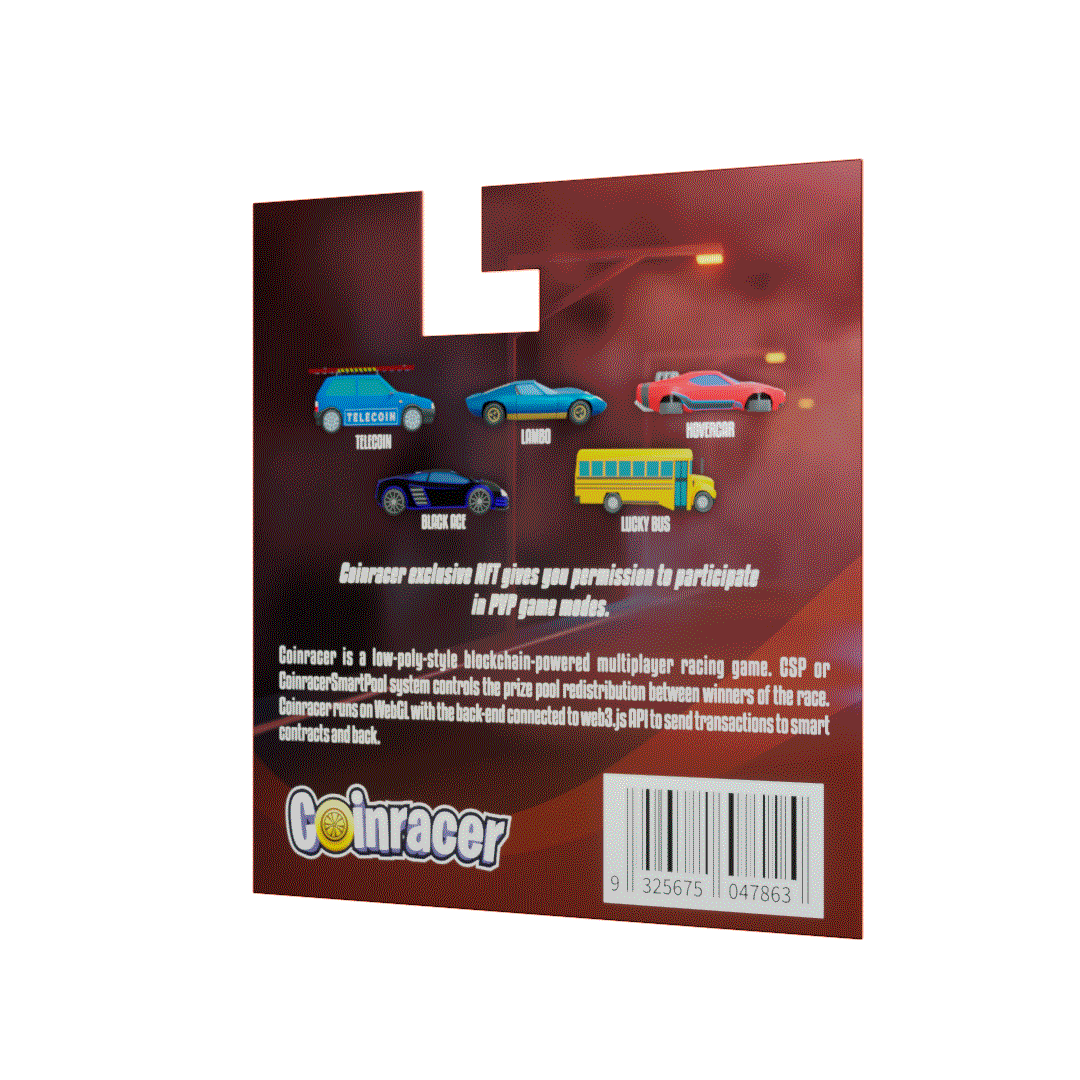 TELECOIN
TELECOIN
LAMBO
HOVERCAR
BLACK ACE
LUCKY BUS
Coinracer exclusive NFT gives you permission to participate
in PVP game modes.
Coinracer is a low-poly-style blockchain-powered multiplayer racing game. CSP or
CoinracerSmartPool system controls the prize pool redistribution between winners of the race.
Coinracer runs on WebGL with the back-end connected to web3.js API to send transactions to smart
contracts and back.
Coinracer
9 325675 047863